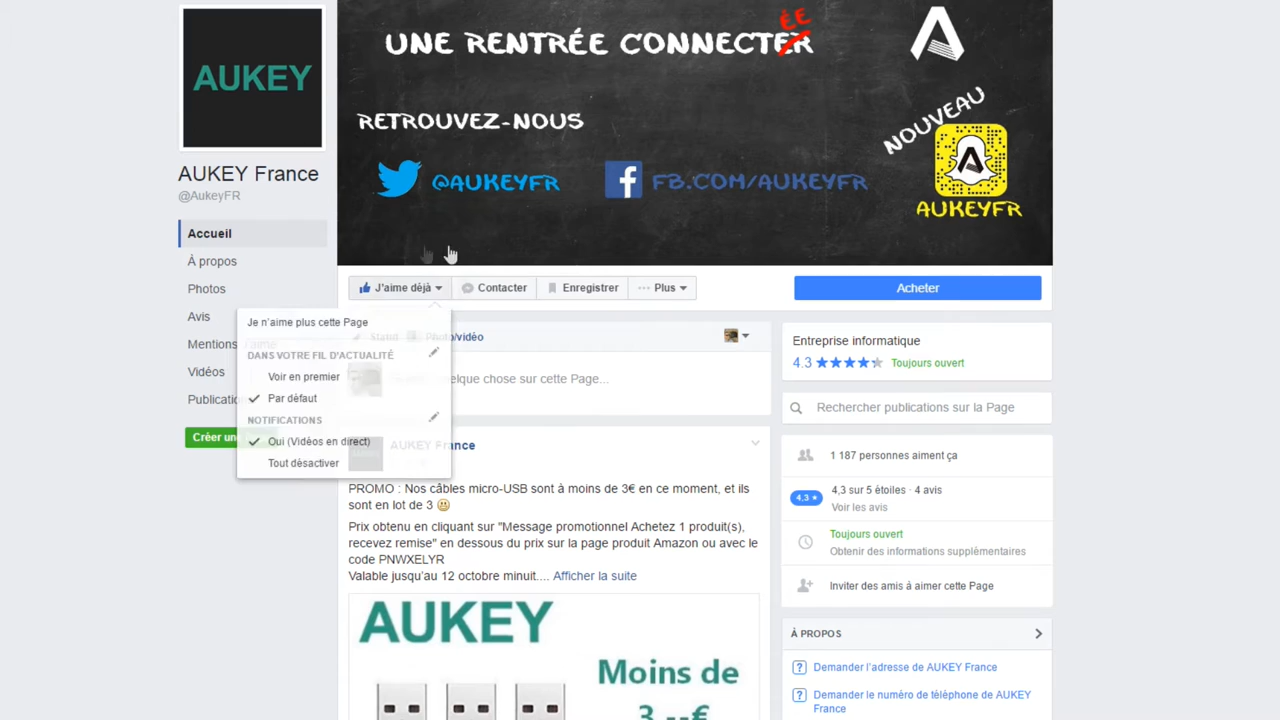 AUKEY
AUKEY France
@AukeyFR
Accueil
À propos
Photos
Avis
Mentions J'aime
Vidéos
Publications
Créer une
UNE RENTRÉE CONNECTER
ÉE
RETROUVEZ-NOUS
@AUKEYFR
FB.COM/AUKEYFR
NOUVEAU
AUKEYFR
J'aime déjà
Contacter
Enregistrer
Plus
Acheter
Je n'aime plus cette Page
DANS VOTRE FIL D'ACTUALITÉ
Voir en premier
Par défaut
NOTIFICATIONS
Oui (Vidéos en direct)
Tout désactiver
Statut
Photo/vidéo
quelque chose sur cette Page...
AUKEY France
PROMO : Nos câbles micro-USB sont à moins de 3€ en ce moment, et ils
sont en lot de 3
Prix obtenu en cliquant sur "Message promotionnel Achetez 1 produit(s),
recevez remise" en dessous du prix sur la page produit Amazon ou avec le
code PNWXELYR
Valable jusqu'au 12 octobre minuit.... Afficher la suite
AUKEY
Moins de
3,--€
Entreprise informatique
4.3 Toujours ouvert
Rechercher publications sur la Page
1 187 personnes aiment ça
4,3 4,3 sur 5 étoiles · 4 avis
Voir les avis
Toujours ouvert
Obtenir des informations supplémentaires
Inviter des amis à aimer cette Page
À PROPOS
? Demander l'adresse de AUKEY France
? Demander le numéro de téléphone de AUKEY
France